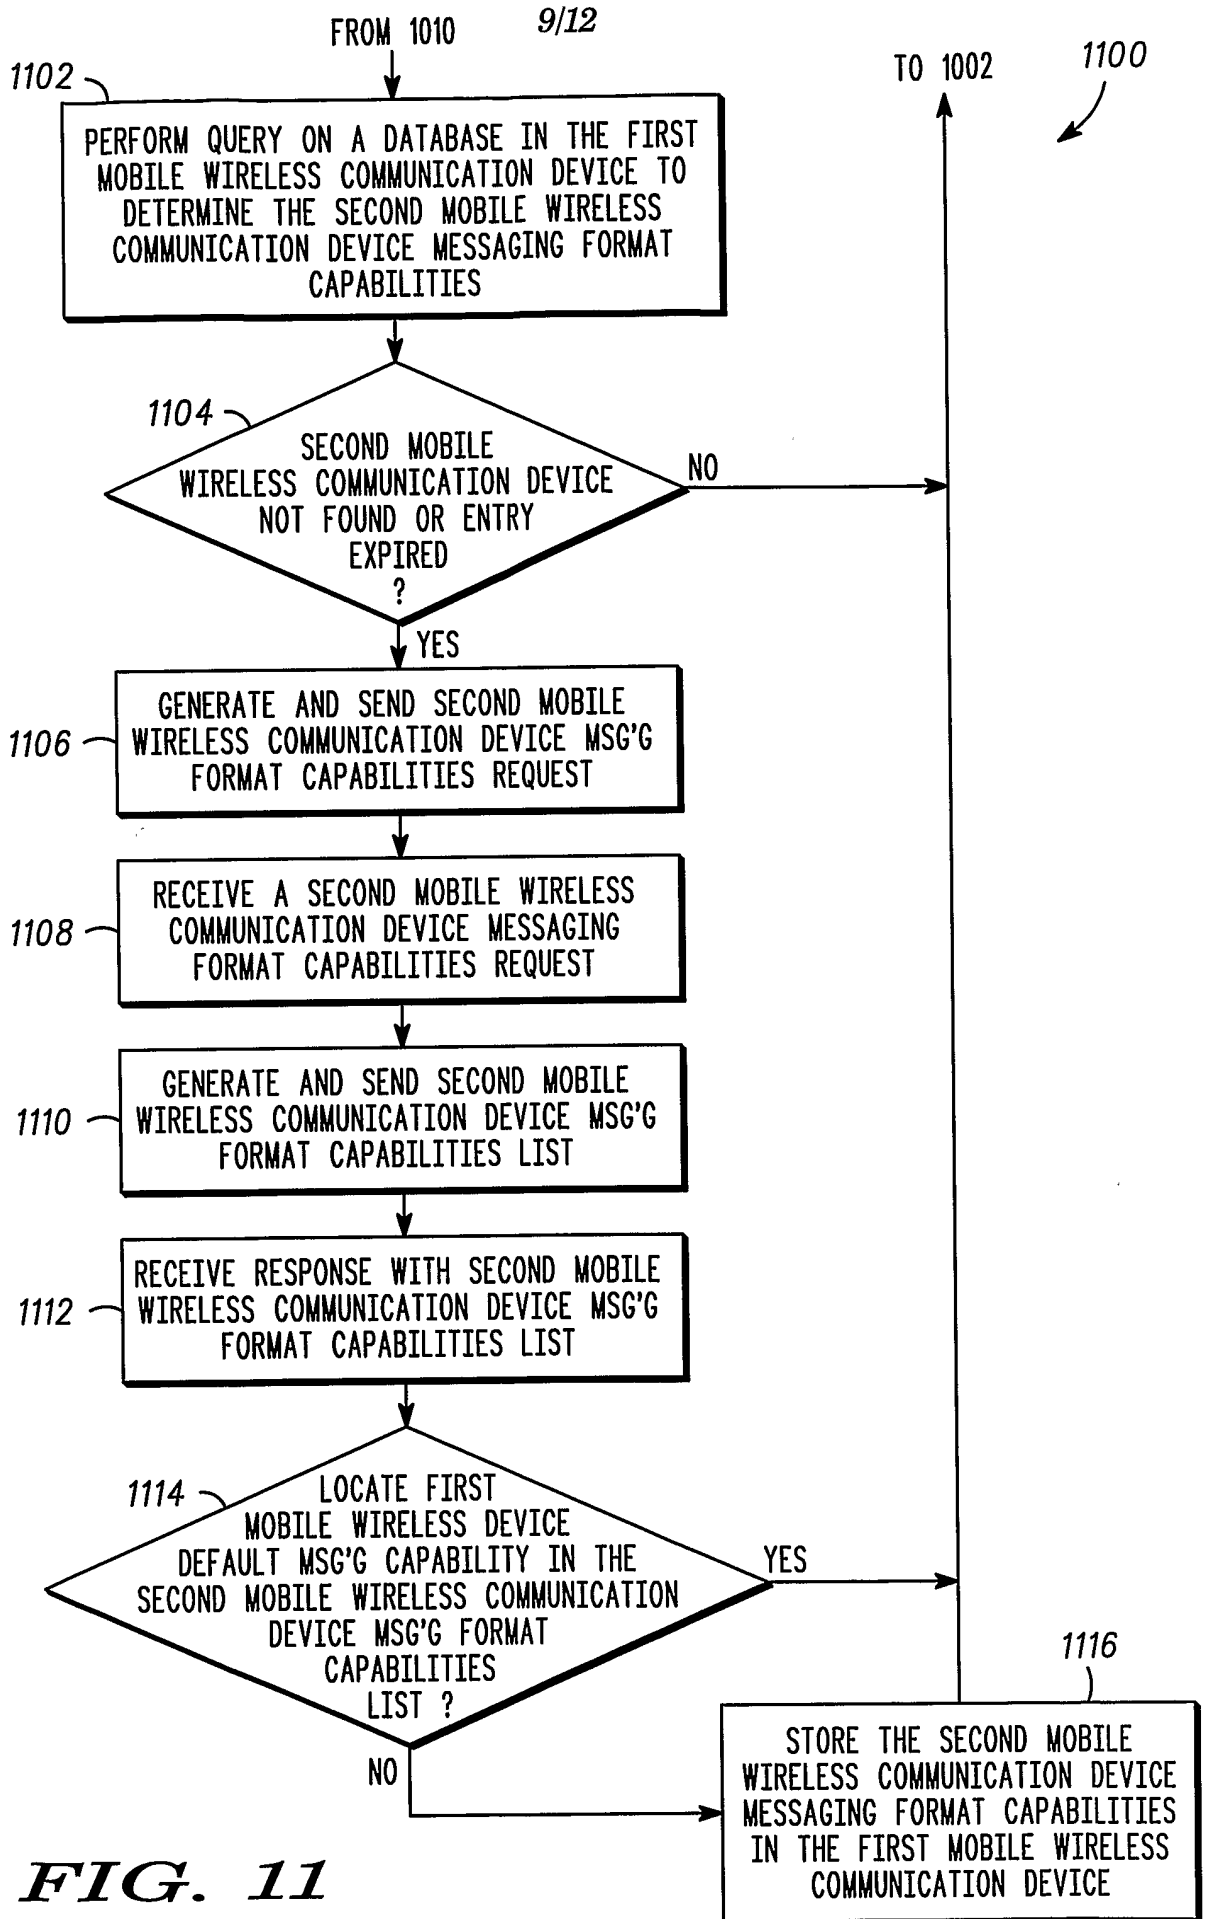 FROM 1010
9/12
TO 1002
1100
1102
PERFORM QUERY ON A DATABASE IN THE FIRST
MOBILE WIRELESS COMMUNICATION DEVICE TO
DETERMINE THE SECOND MOBILE WIRELESS
COMMUNICATION DEVICE MESSAGING FORMAT
CAPABILITIES
1104
SECOND MOBILE
WIRELESS COMMUNICATION DEVICE
NOT FOUND OR ENTRY
EXPIRED
?
NO
YES
1106
GENERATE AND SEND SECOND MOBILE
WIRELESS COMMUNICATION DEVICE MSG'G
FORMAT CAPABILITIES REQUEST
1108
RECEIVE A SECOND MOBILE WIRELESS
COMMUNICATION DEVICE MESSAGING
FORMAT CAPABILITIES REQUEST
1110
GENERATE AND SEND SECOND MOBILE
WIRELESS COMMUNICATION DEVICE MSG'G
FORMAT CAPABILITIES LIST
1112
RECEIVE RESPONSE WITH SECOND MOBILE
WIRELESS COMMUNICATION DEVICE MSG'G
FORMAT CAPABILITIES LIST
1114
LOCATE FIRST
MOBILE WIRELESS DEVICE
DEFAULT MSG'G CAPABILITY IN THE
SECOND MOBILE WIRELESS COMMUNICATION
DEVICE MSG'G FORMAT
CAPABILITIES
LIST ?
YES
NO
1116
STORE THE SECOND MOBILE
WIRELESS COMMUNICATION DEVICE
MESSAGING FORMAT CAPABILITIES
IN THE FIRST MOBILE WIRELESS
COMMUNICATION DEVICE
FIG. 11